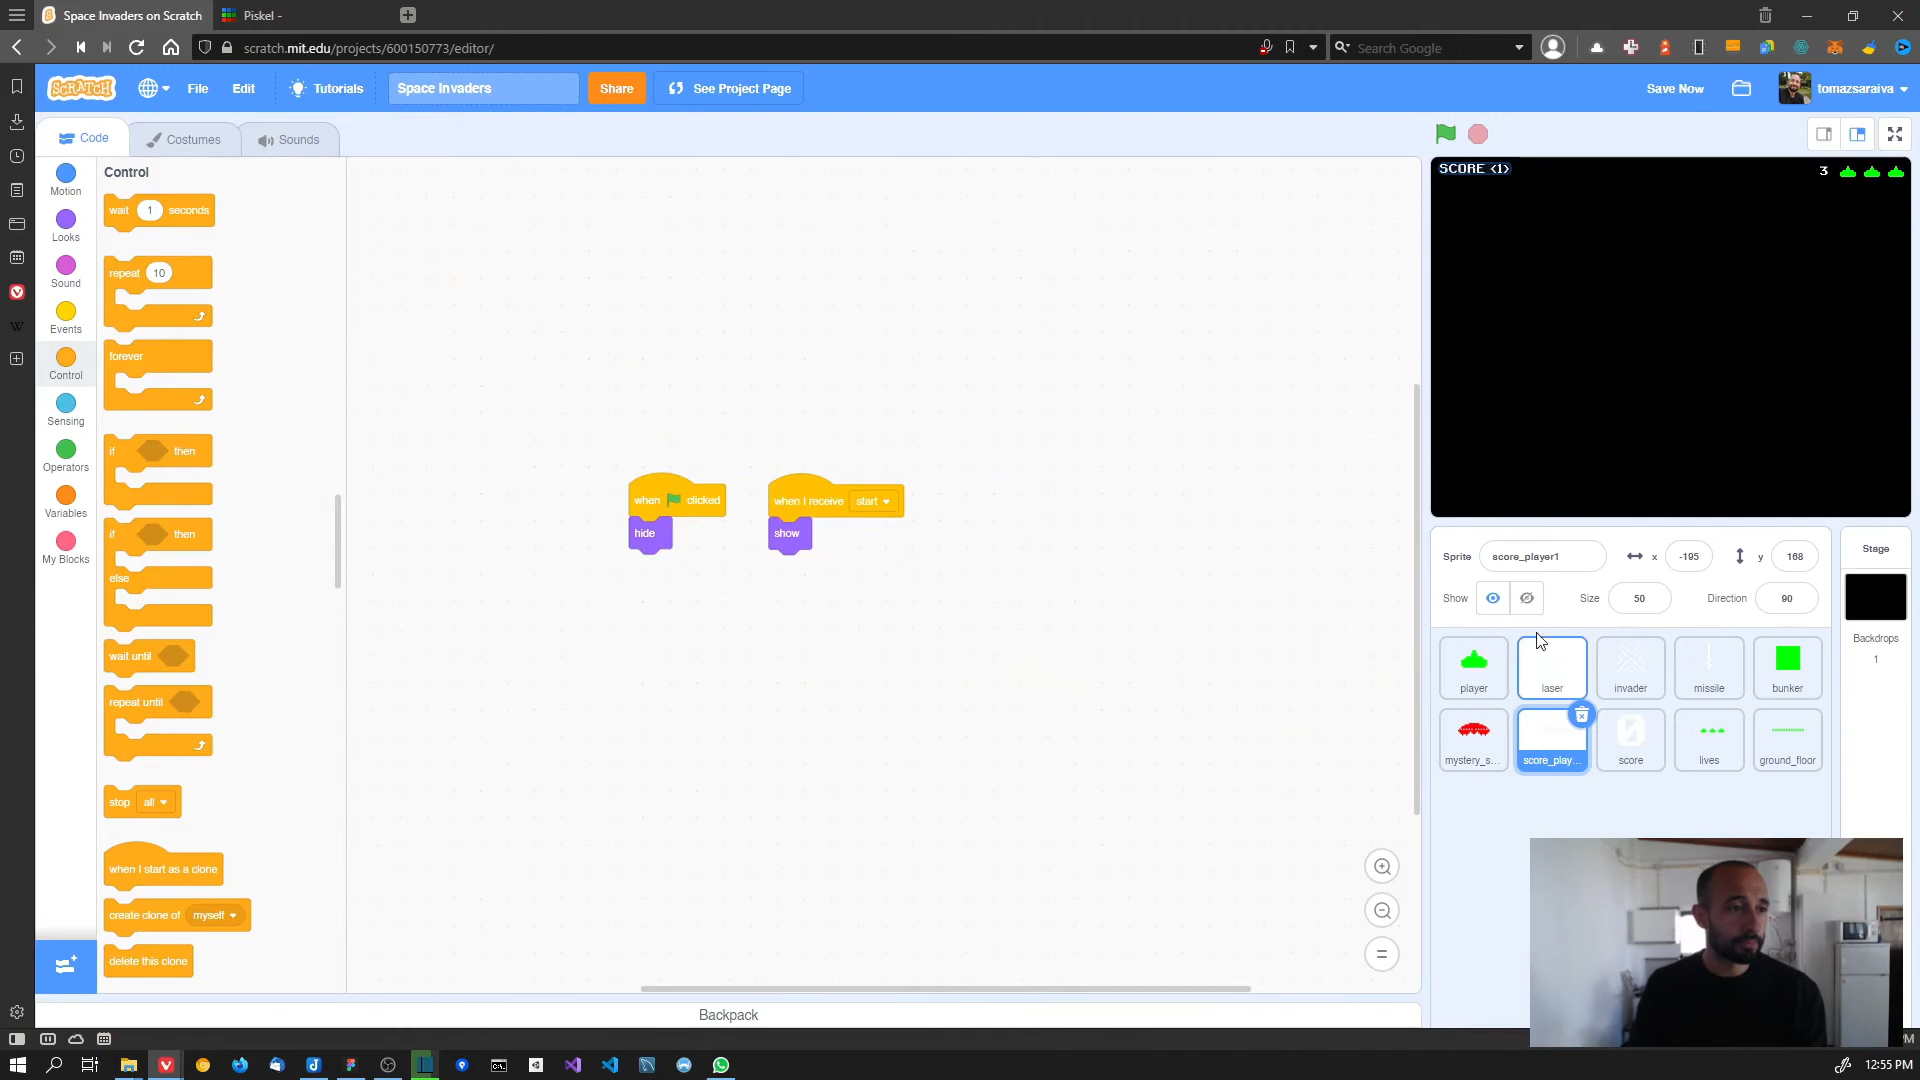 Space Invaders on Scratch
Piskel -
scratch.mit.edu/projects/600150773/editor/
Search Google
SCRATCH
File
Edit
Tutorials
Space Invaders
Share
See Project Page
Save Now
tomazsaraiva
Code
Costumes
Sounds
Motion
Looks
Sound
Events
Control
Sensing
Operators
Variables
My Blocks
Control
wait 1 seconds
repeat 10
forever
if then
if then
else
wait until
repeat until
stop all
when I start as a clone
create clone of myself
delete this clone
when clicked
hide
when I receive start
show
SCORE <1>
3
Sprite
score_player1
x
-195
y
168
Show
Size
50
Direction
90
player
laser
invader
missile
bunker
mystery_s...
score_play...
score
lives
ground_floor
Stage
Backdrops
1
Backpack
12:55 PM